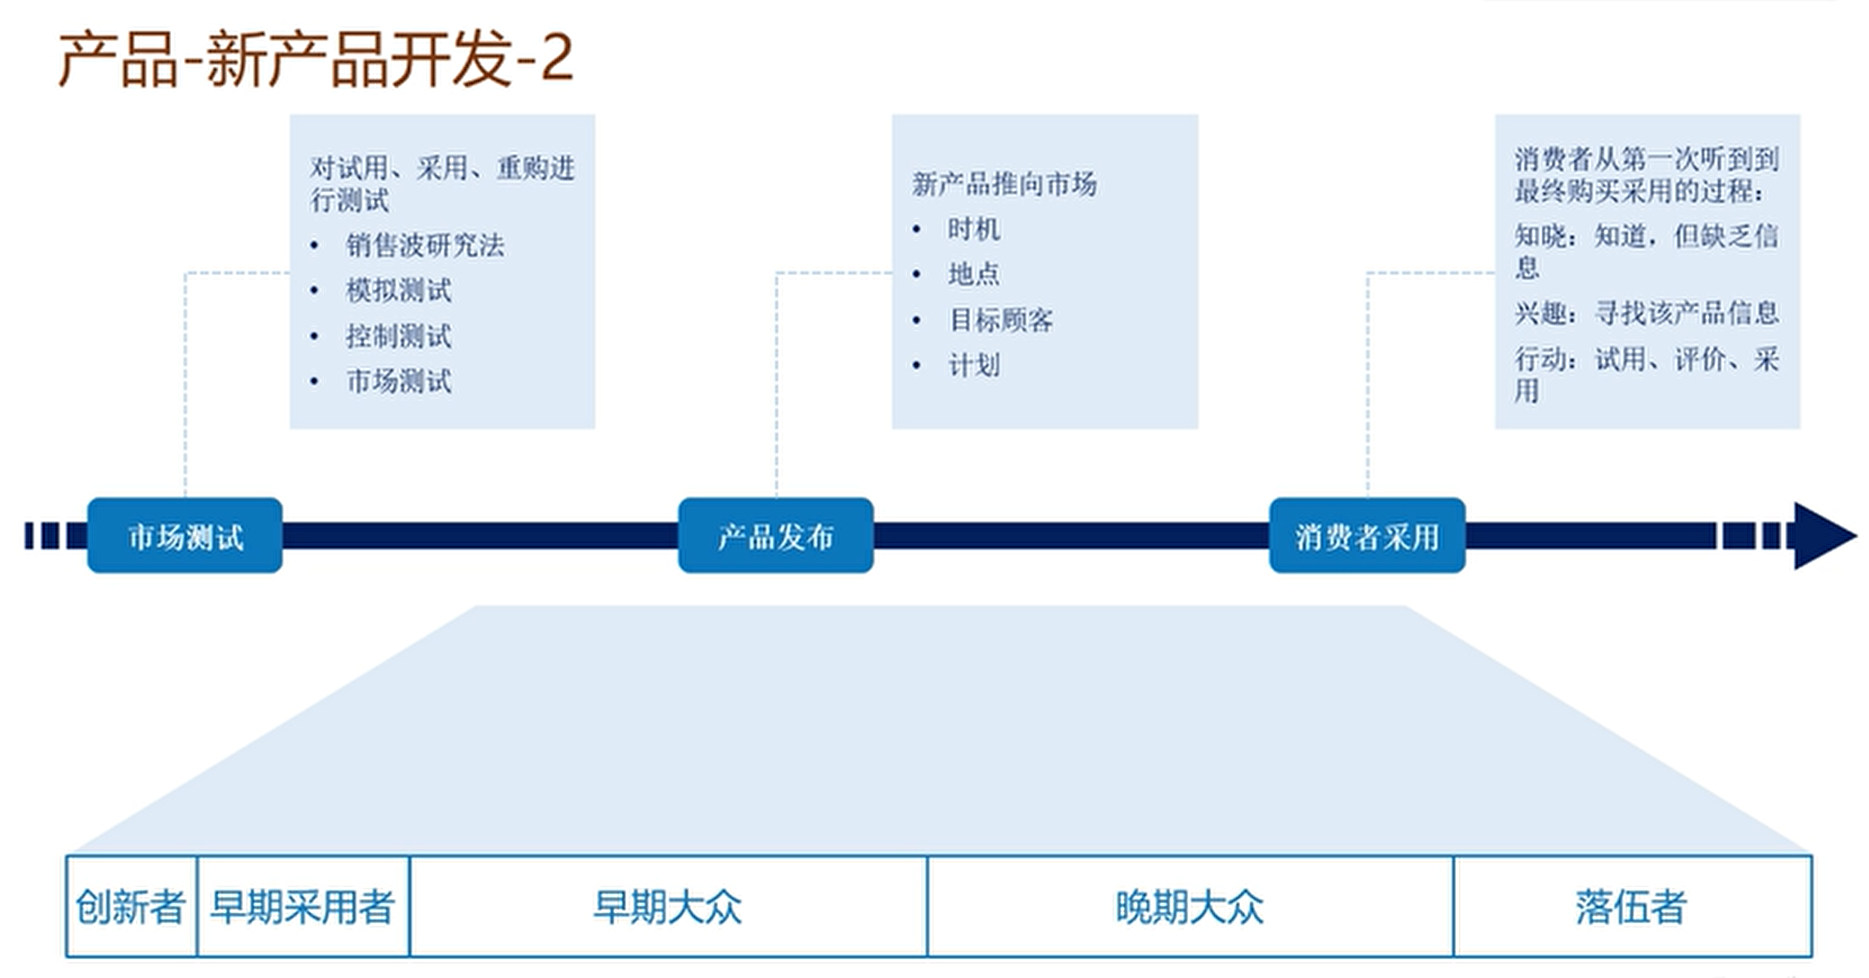 产品-新产品开发-2
对试用、采用、重购进
行测试
• 销售波研究法
• 模拟测试
• 控制测试
• 市场测试
新产品推向市场
• 时机
• 地点
• 目标顾客
• 计划
消费者从第一次听到到
最终购买采用的过程：
知晓：知道，但缺乏信
息
兴趣：寻找该产品信息
行动：试用、评价、采
用
市场测试
产品发布
消费者采用
创新者
早期采用者
早期大众
晚期大众
落伍者